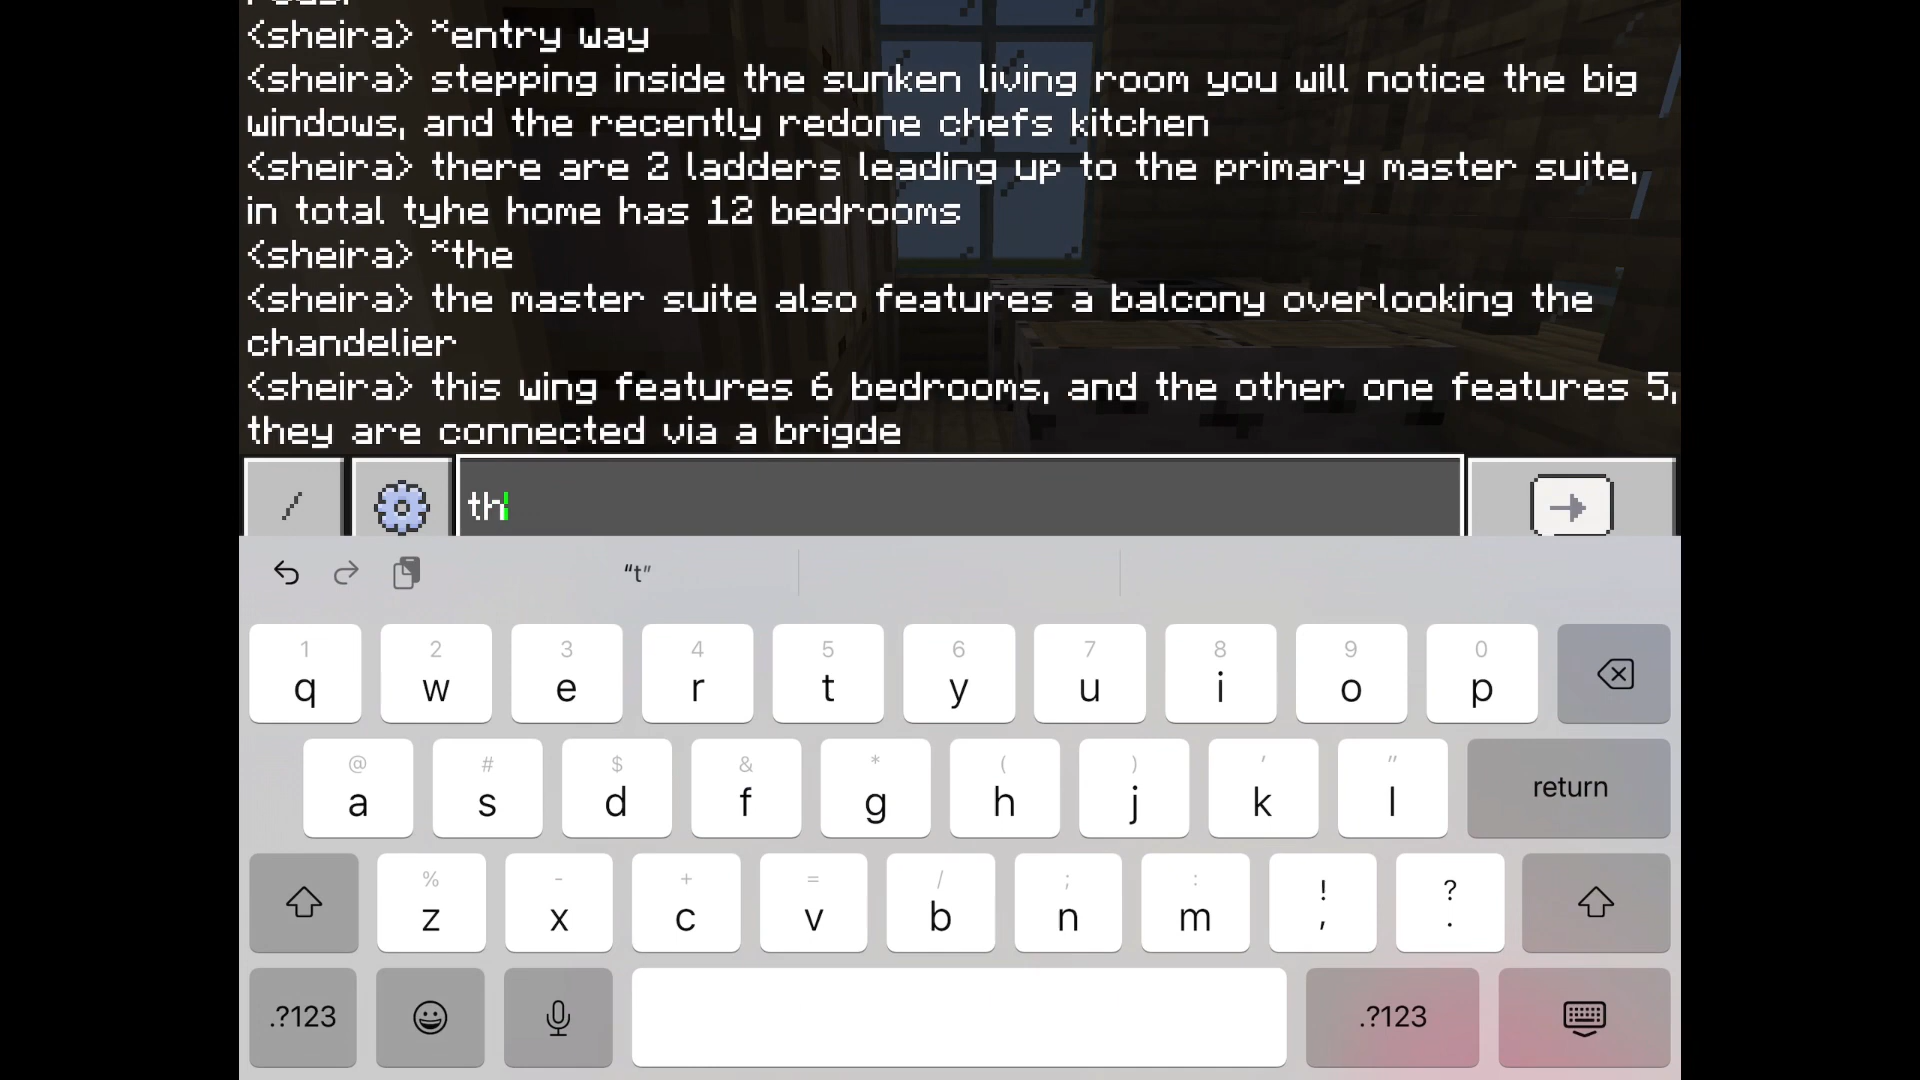 <sheira> *entry way
<sheira> stepping inside the sunken living room you will notice the big
windows, and the recently redone chefs kitchen
<sheira> there are 2 ladders leading up to the primary master suite,
in total tyhe home has 12 bedrooms
<sheira> *the
<sheira> the master suite also features a balcony overlooking the
chandelier
<sheira> this wing features 6 bedrooms, and the other one features 5,
they are connected via a brigde
/ th
“t”
1 2 3 4 5 6 7 8 9 0
q w e r t y u i o p
@ # $ & * ( ) ' "
a s d f g h j k l return
% - + = / ; : ! ?
z x c v b n m , .
.?123 .?123